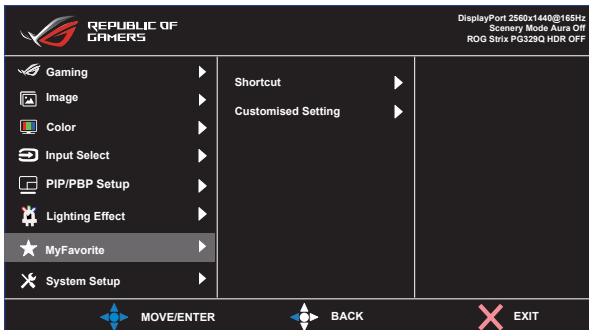 REPUBLIC OF
GAMERS
DisplayPort 2560x1440@165Hz
Scenery Mode Aura Off
ROG Strix PG329Q HDR OFF
Gaming
Image
Color
Input Select
PIP/PBP Setup
Lighting Effect
MyFavorite
System Setup
Shortcut
Customised Setting
MOVE/ENTER
BACK
EXIT